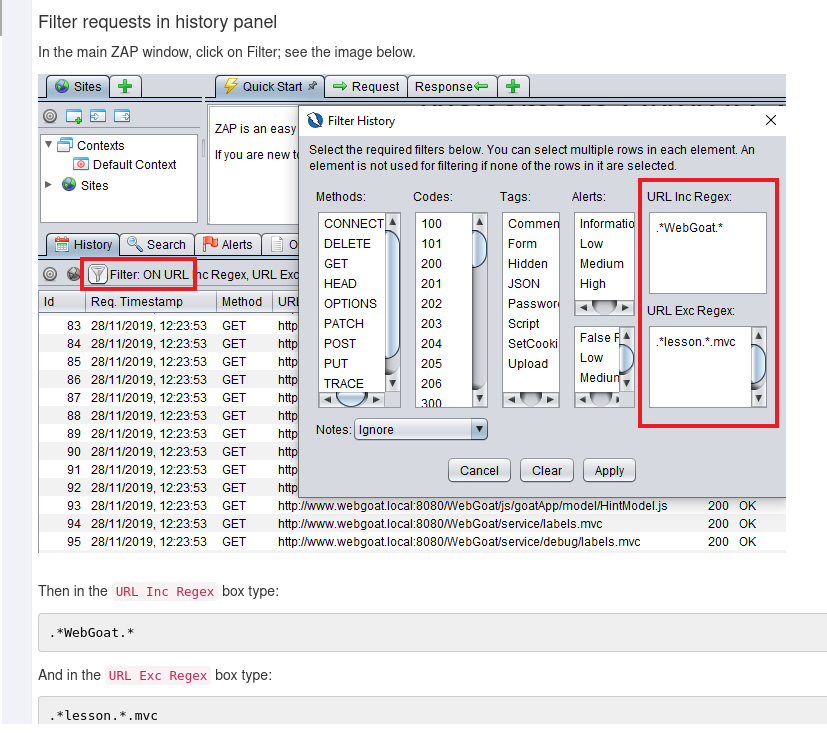 Filter requests in history panel
In the main ZAP window, click on Filter; see the image below.
Sites
Quick Start
Request
Response
Filter History
ZAP is an easy
If you are new to
Contexts
Default Context
Sites
Select the required filters below. You can select multiple rows in each element. An
element is not used for filtering if none of the rows in it are selected.
Methods: Codes: Tags: Alerts: URL Inc Regex:
CONNECT 100 Commen Informatio .*WebGoat.*
DELETE 101 Form Low
GET 200 Hidden Medium
HEAD 201 JSON High
OPTIONS 202 Passwor
URL Exc Regex:
PATCH 203 Script
POST 204 SetCooki False P .*lesson.*.mvc
PUT 205 Upload Low
TRACE 206 Medium
300
Notes: Ignore
Cancel Clear Apply
History Search Alerts O
Filter: ON URL Inc Regex, URL Exc
Id Req. Timestamp Method URL
83 28/11/2019, 12:23:53 GET http
84 28/11/2019, 12:23:53 GET http
85 28/11/2019, 12:23:53 GET http
86 28/11/2019, 12:23:53 GET http
87 28/11/2019, 12:23:53 GET http
88 28/11/2019, 12:23:53 GET http
89 28/11/2019, 12:23:53 GET http
90 28/11/2019, 12:23:53 GET http
91 28/11/2019, 12:23:53 GET http
92 28/11/2019, 12:23:53 GET http
93 28/11/2019, 12:23:53 GET http://www.webgoat.local:8080/WebGoat/js/goatApp/model/HintModel.js 200 OK
94 28/11/2019, 12:23:53 GET http://www.webgoat.local:8080/WebGoat/service/labels.mvc 200 OK
95 28/11/2019, 12:23:53 GET http://www.webgoat.local:8080/WebGoat/service/debug/labels.mvc 200 OK
Then in the URL Inc Regex box type:
.*WebGoat.*
And in the URL Exc Regex box type:
.*lesson.*.mvc